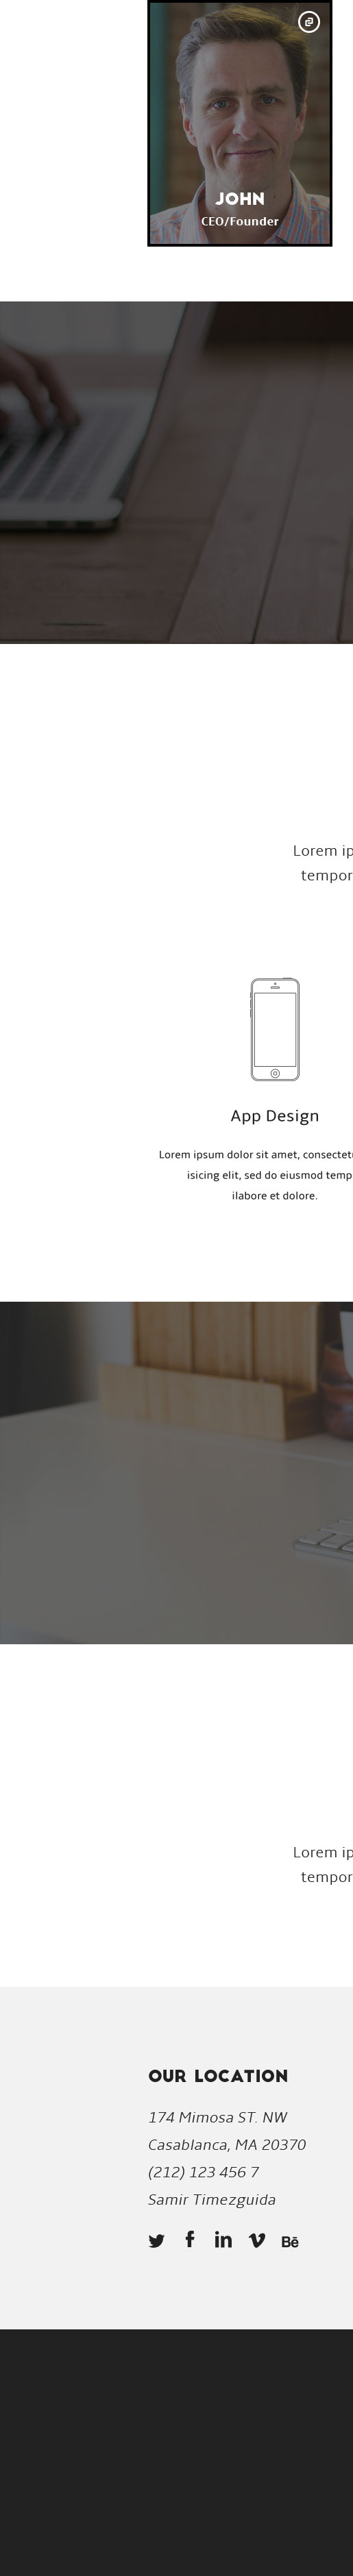 JOHN
CEO/Founder
Lorem ip
tempor
App Design
Lorem ipsum dolor sit amet, consectet
isicing elit, sed do eiusmod temp
ilabore et dolore.
Lorem ip
tempor
OUR LOCATION
174 Mimosa ST. NW
Casablanca, MA 20370
(212) 123 456 7
Samir Timezguida